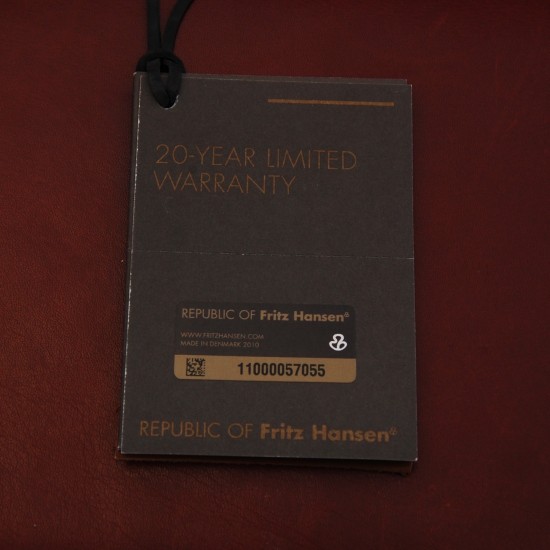 20-YEAR LIMITED
WARRANTY
REPUBLIC OF Fritz Hansen®
WWW.FRITZHANSEN.COM
MADE IN DENMARK 2010
11000057055
REPUBLIC OF Fritz Hansen®